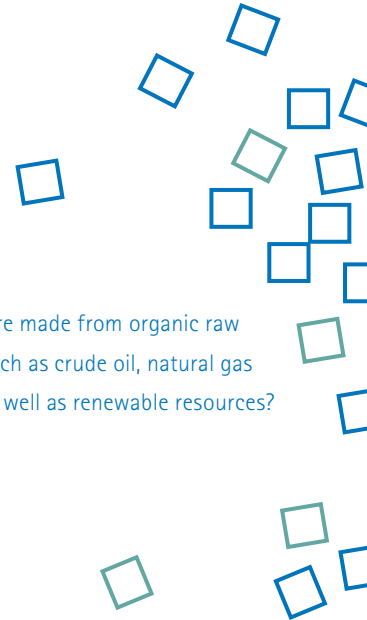 re made from organic raw
ch as crude oil, natural gas
well as renewable resources?